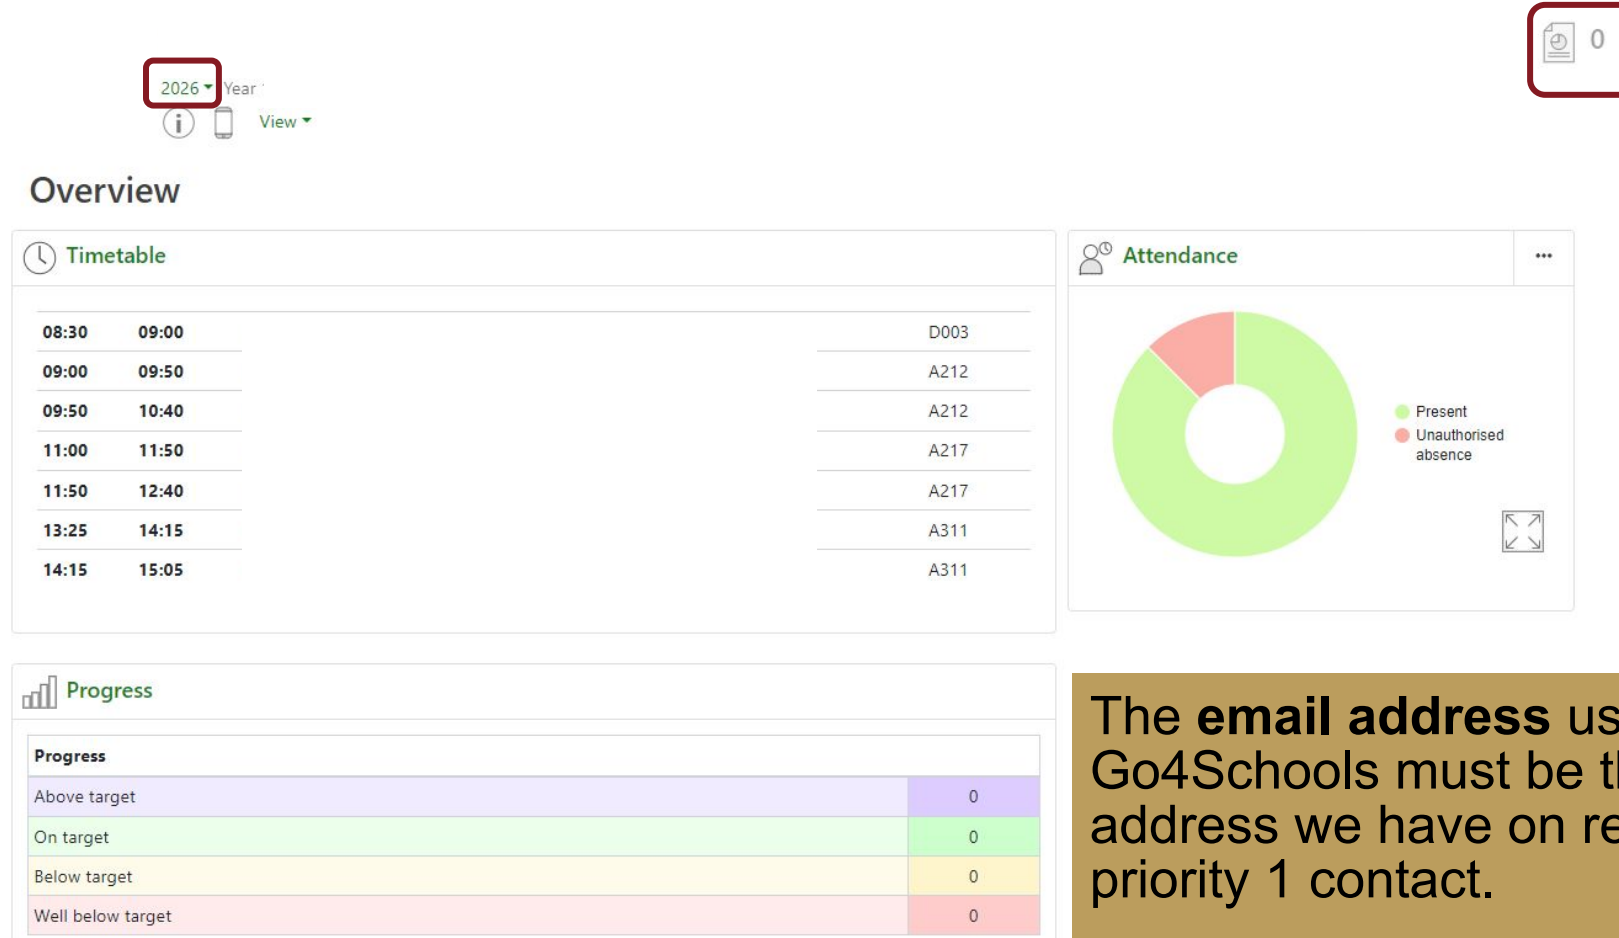 0
2026 Year
View
Overview
Timetable
08:30 09:00 D003
09:00 09:50 A212
09:50 10:40 A212
11:00 11:50 A217
11:50 12:40 A217
13:25 14:15 A311
14:15 15:05 A311
Attendance
Present
Unauthorised
absence
Progress
Progress
Above target 0
On target 0
Below target 0
Well below target 0
The email address
Go4Schools must be
address we have on
priority 1 contact.